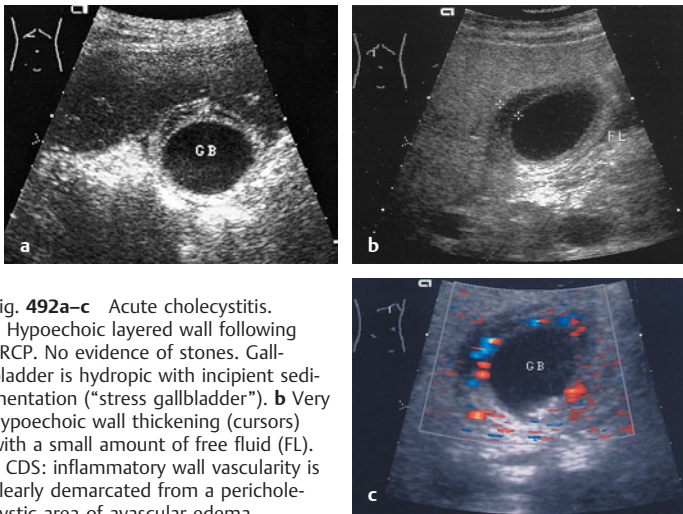 GB
a
FL
b
ig. 492a–c Acute cholecystitis.
Hypoechoic layered wall following
RCP. No evidence of stones. Gall-
ladder is hydropic with incipient sedi-
mentation (“stress gallbladder”). b Very
ypoechoic wall thickening (cursors)
with a small amount of free fluid (FL).
CDS: inflammatory wall vascularity is
learly demarcated from a perichole-
ystic area of avascular edema
GB
c